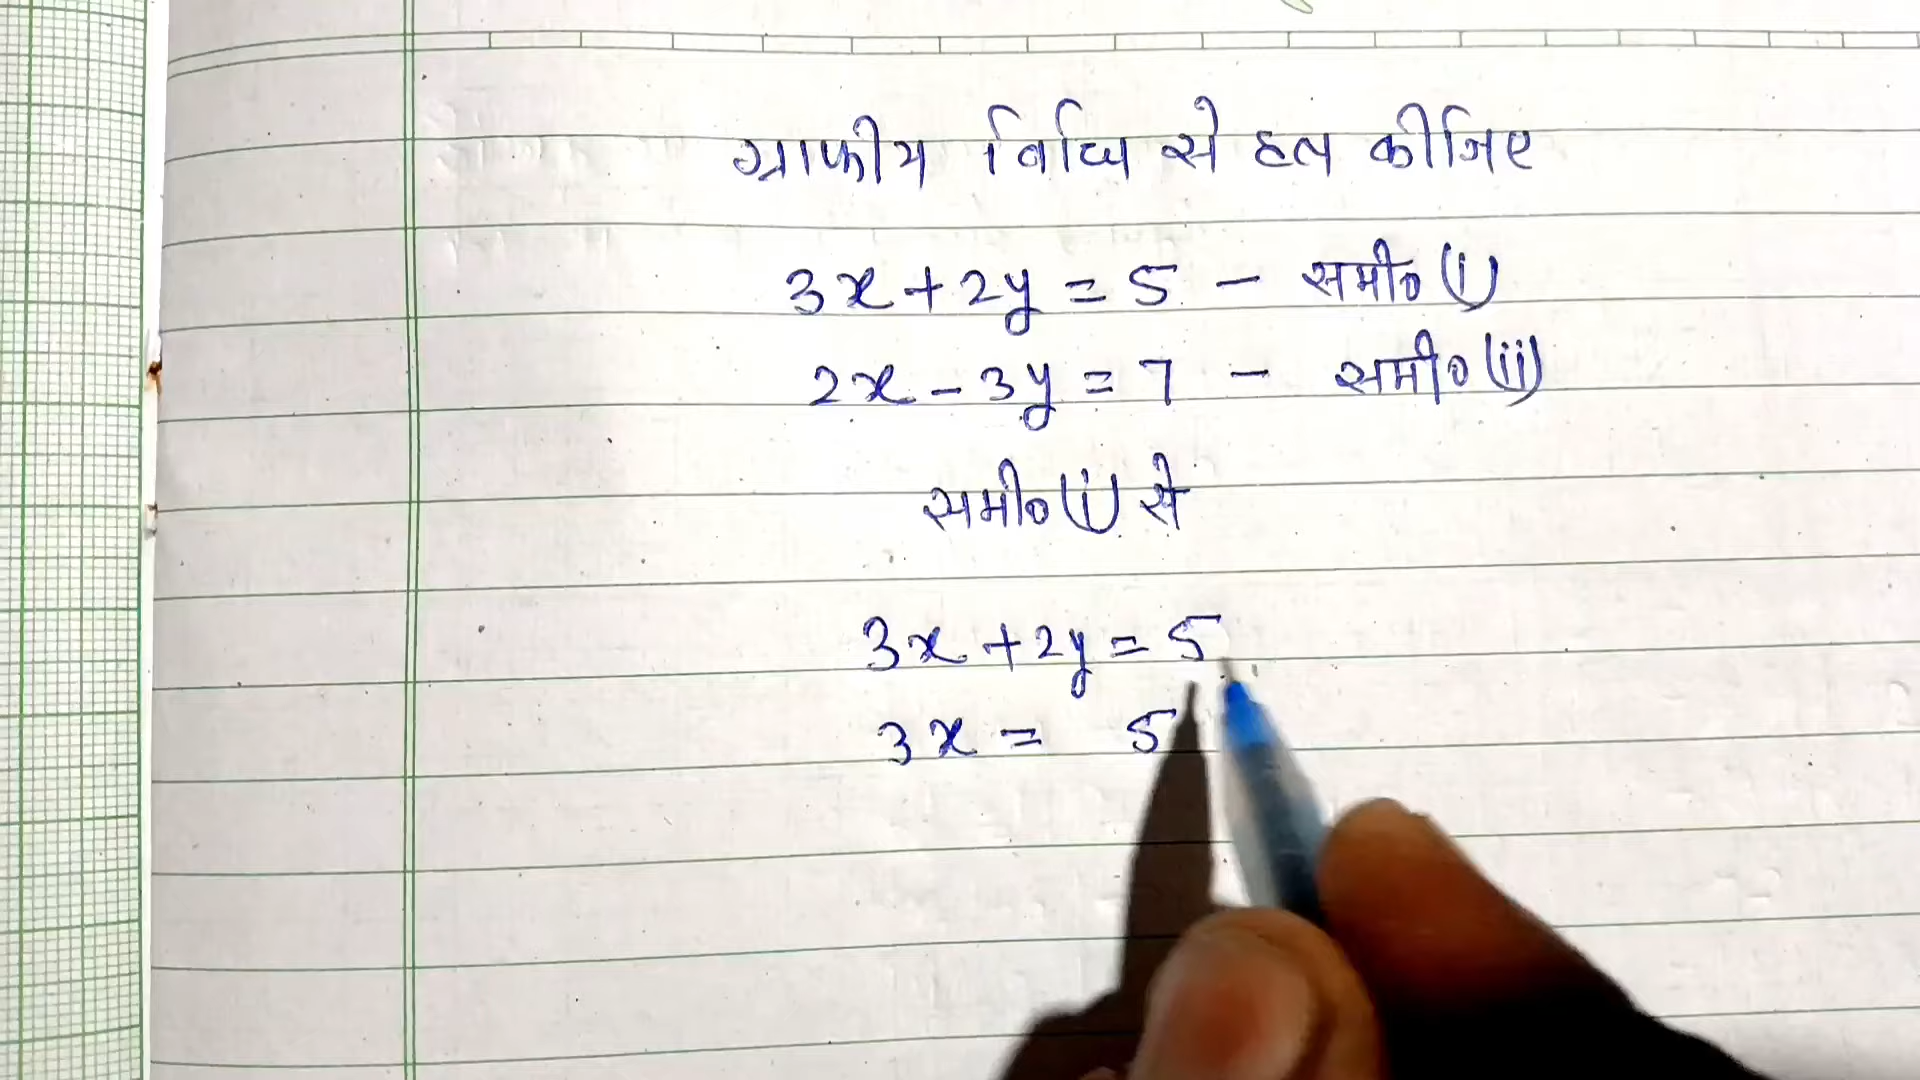 ग्राफीय विधि से हल कीजिए
3x + 2y = 5 - समी० (i)
2x - 3y = 7 - समी० (ii)
समी० (i) से
3x + 2y = 5
3x = 5